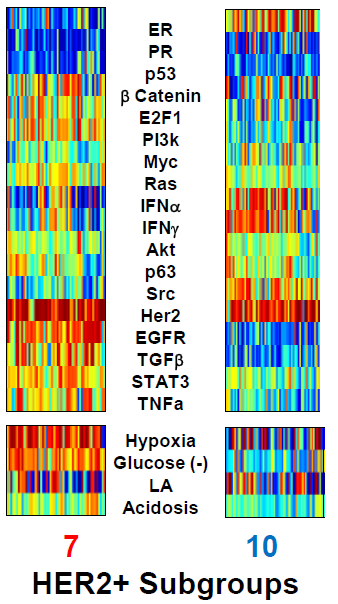 ER
PR
p53
β Catenin
E2F1
PI3k
Myc
Ras
IFNα
IFNγ
Akt
p63
Src
Her2
EGFR
TGFβ
STAT3
TNFa
Hypoxia
Glucose (-)
LA
Acidosis
7 10
HER2+ Subgroups